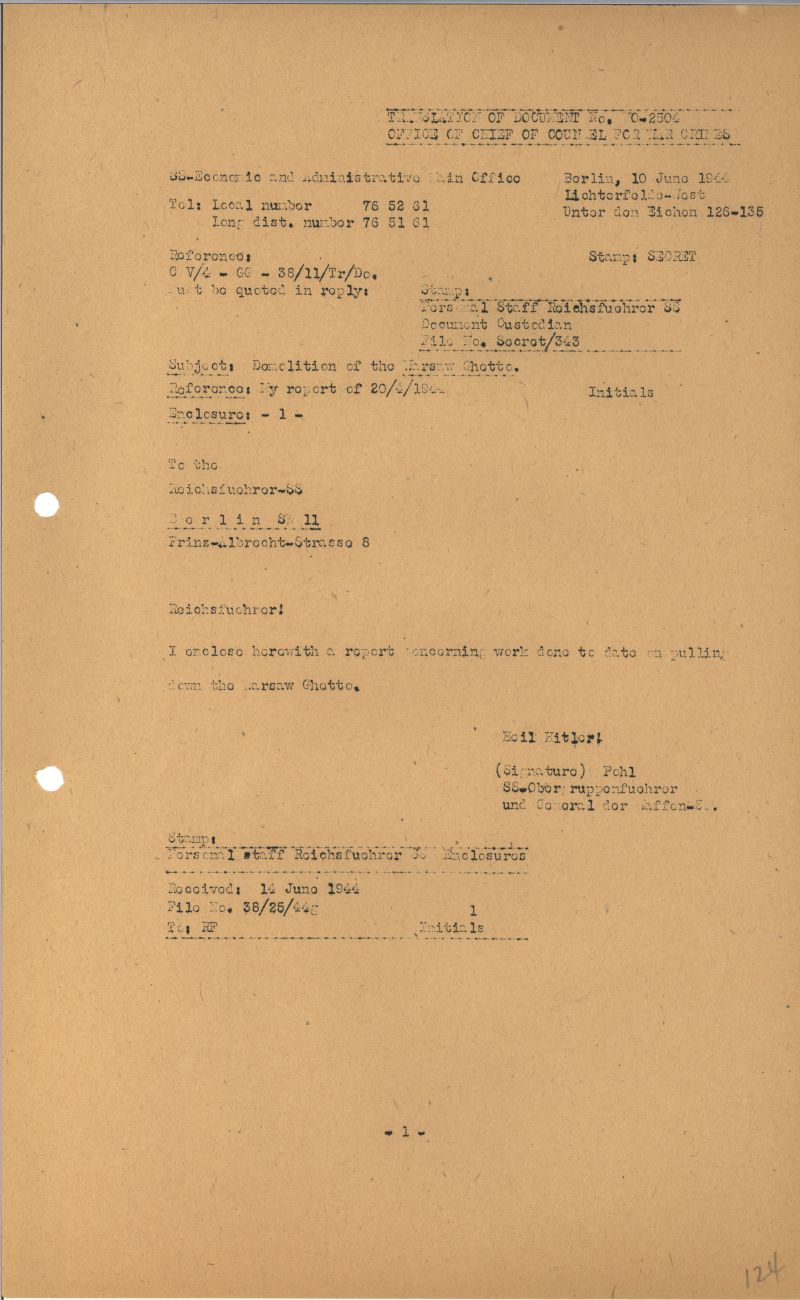 TRANSLATION OF DOCUMENT No. NO-2504
OFFICE OF CHIEF OF COUNSEL FOR WAR CRIMES
SS-Economic and Administrative Main Office
Berlin, 10 June 1944
Lichterfelde-West
Unter den Eichen 126-135
Tel: Local number 76 52 61
Long dist. number 76 51 61
Reference:
C V/4 - GG - 38/11/Tr/De.
must be quoted in reply:
Stamp: SECRET
Stamp:
Personal Staff Reichsfuehrer SS
Document Custodian
File No. Secret/343
Subject: Demolition of the Warsaw Ghetto.
Reference: My report of 20/4/1944
Initials
Enclosure: - 1 -
To the
Reichsfuehrer-SS
B e r l i n SW 11
Prinz-Albrecht-Strasse 8
Reichsfuehrer!
I enclose herewith a report concerning work done to date on pulling
down the Warsaw Ghetto.
Heil Hitler!
(Signature) Pohl
SS-Obergruppenfuehrer
und General der Waffen-SS.
Stamp:
Personal staff Reichsfuehrer SS Enclosures
Received: 14 June 1944
File No. 38/25/44g 1
To: RF Initials
- 1 -
124